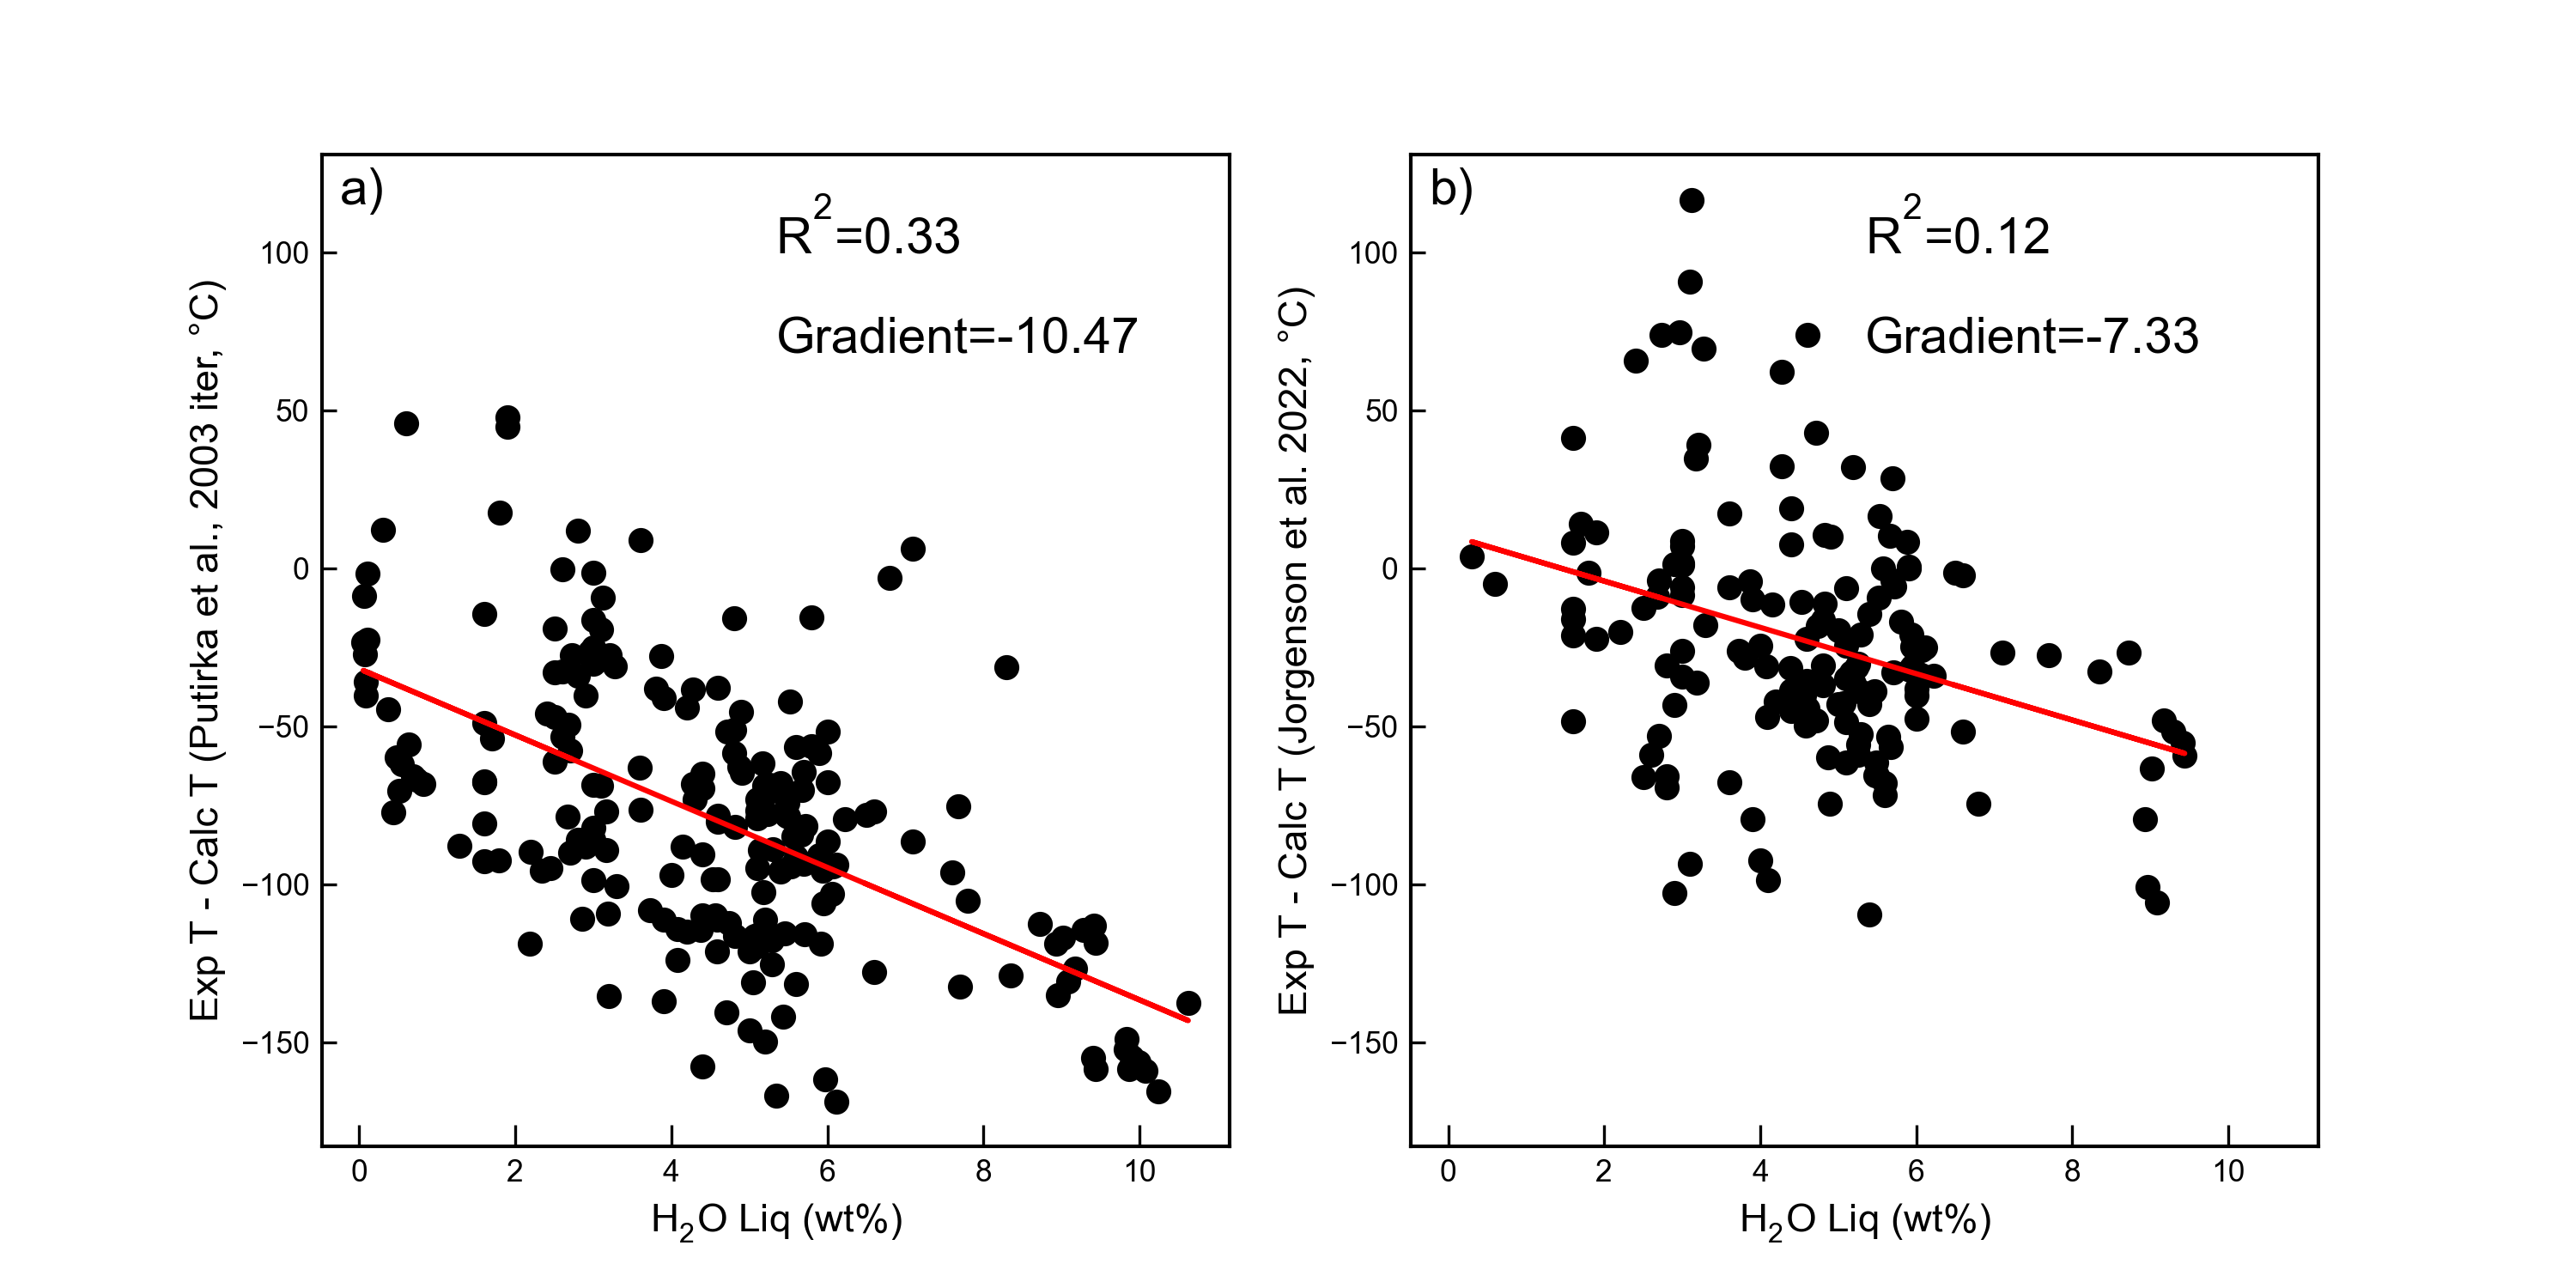 a)
R²=0.33
Gradient=-10.47
100
50
0
−50
−100
−150
Exp T - Calc T (Putirka et al., 2003 iter, °C)
0 2 4 6 8 10
H₂O Liq (wt%)
b)
R²=0.12
Gradient=-7.33
100
50
0
−50
−100
−150
Exp T - Calc T (Jorgenson et al. 2022, °C)
0 2 4 6 8 10
H₂O Liq (wt%)